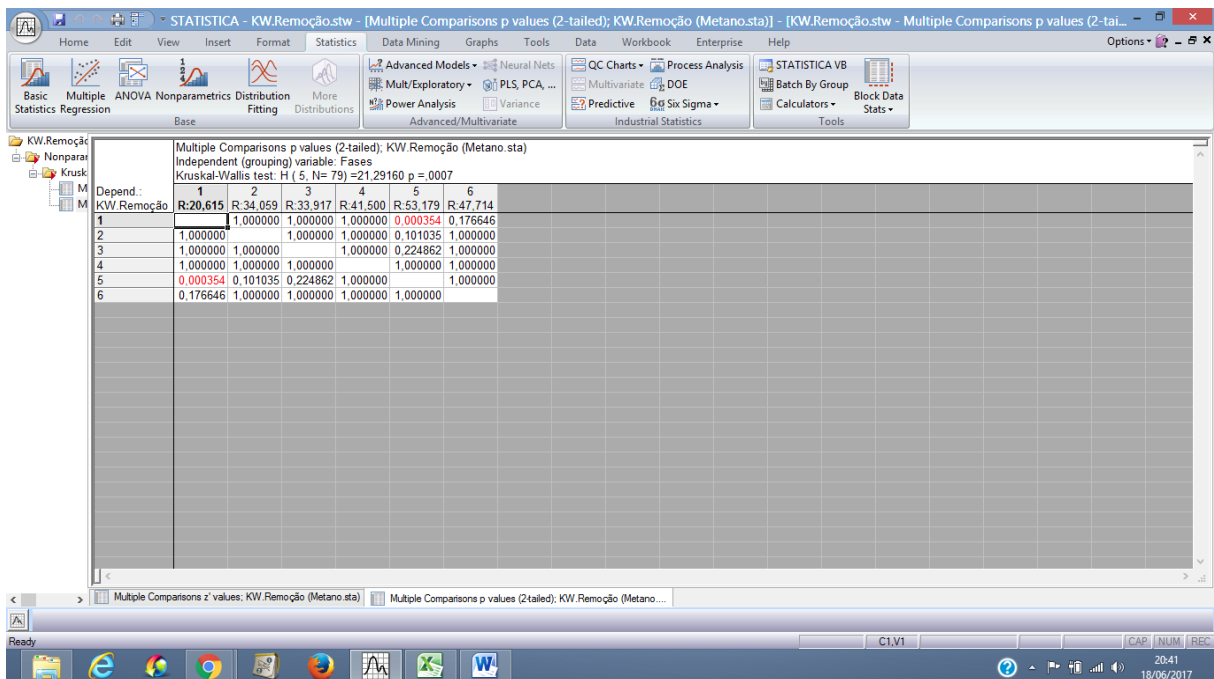 STATISTICA - KW.Remoção.stw - [Multiple Comparisons p values (2-tailed); KW.Remoção (Metano.sta)] - [KW.Remoção.stw - Multiple Comparisons p values (2-tai...
Home Edit View Insert Format Statistics Data Mining Graphs Tools Data Workbook Enterprise Help Options
Basic Statistics
Multiple Regression
ANOVA
Nonparametrics
Distribution Fitting
More Distributions
Base
Advanced Models
Neural Nets
Mult/Exploratory
PLS, PCA, ...
Power Analysis
Variance
Advanced/Multivariate
QC Charts
Process Analysis
Multivariate
DOE
Predictive
Six Sigma
Industrial Statistics
STATISTICA VB
Batch By Group
Calculators
Block Data Stats
Tools
KW.Remoçã
Nonparar
Krusk
M
M
Multiple Comparisons p values (2-tailed); KW.Remoção (Metano.sta)
Independent (grouping) variable: Fases
Kruskal-Wallis test: H ( 5, N= 79) =21,29160 p =,0007
Depend.: 1 2 3 4 5 6
KW.Remoção R:20,615 R:34,059 R:33,917 R:41,500 R:53,179 R:47,714
1 1,000000 1,000000 1,000000 0,000354 0,176646
2 1,000000 1,000000 1,000000 0,101035 1,000000
3 1,000000 1,000000 1,000000 0,224862 1,000000
4 1,000000 1,000000 1,000000 1,000000 1,000000
5 0,000354 0,101035 0,224862 1,000000 1,000000
6 0,176646 1,000000 1,000000 1,000000 1,000000
Multiple Comparisons z' values; KW.Remoção (Metano.sta)
Multiple Comparisons p values (2-tailed); KW.Remoção (Metano....
Ready C1,V1 CAP NUM REC
20:41
18/06/2017